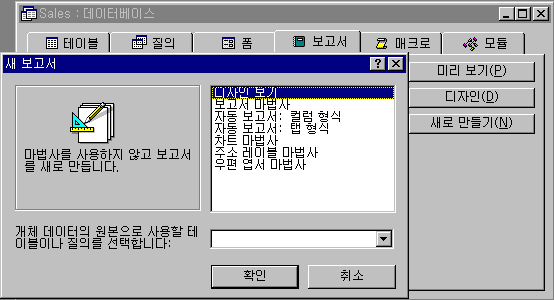 Sales : 데이터베이스
테이블 질의 폼 보고서 매크로 모듈
새 보고서
미리 보기(P)
디자인(D)
새로 만들기(N)
마법사를 사용하지 않고 보고서
를 새로 만듭니다.
디자인 보기
보고서 마법사
자동 보고서: 컬럼 형식
자동 보고서: 탭 형식
차트 마법사
주소 레이블 마법사
우편 엽서 마법사
개체 데이터의 원본으로 사용할 테
이블이나 질의를 선택합니다:
확인 취소